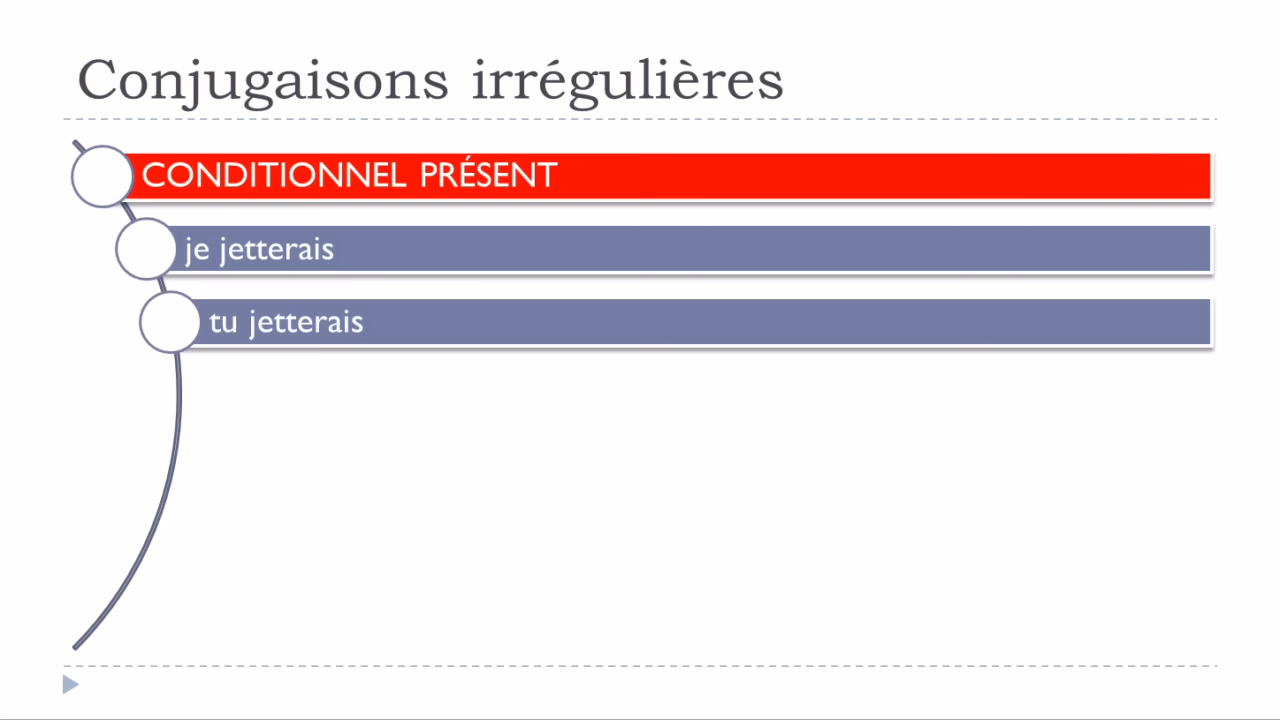 Conjugaisons irrégulières
CONDITIONNEL PRÉSENT
je jetterais
tu jetterais